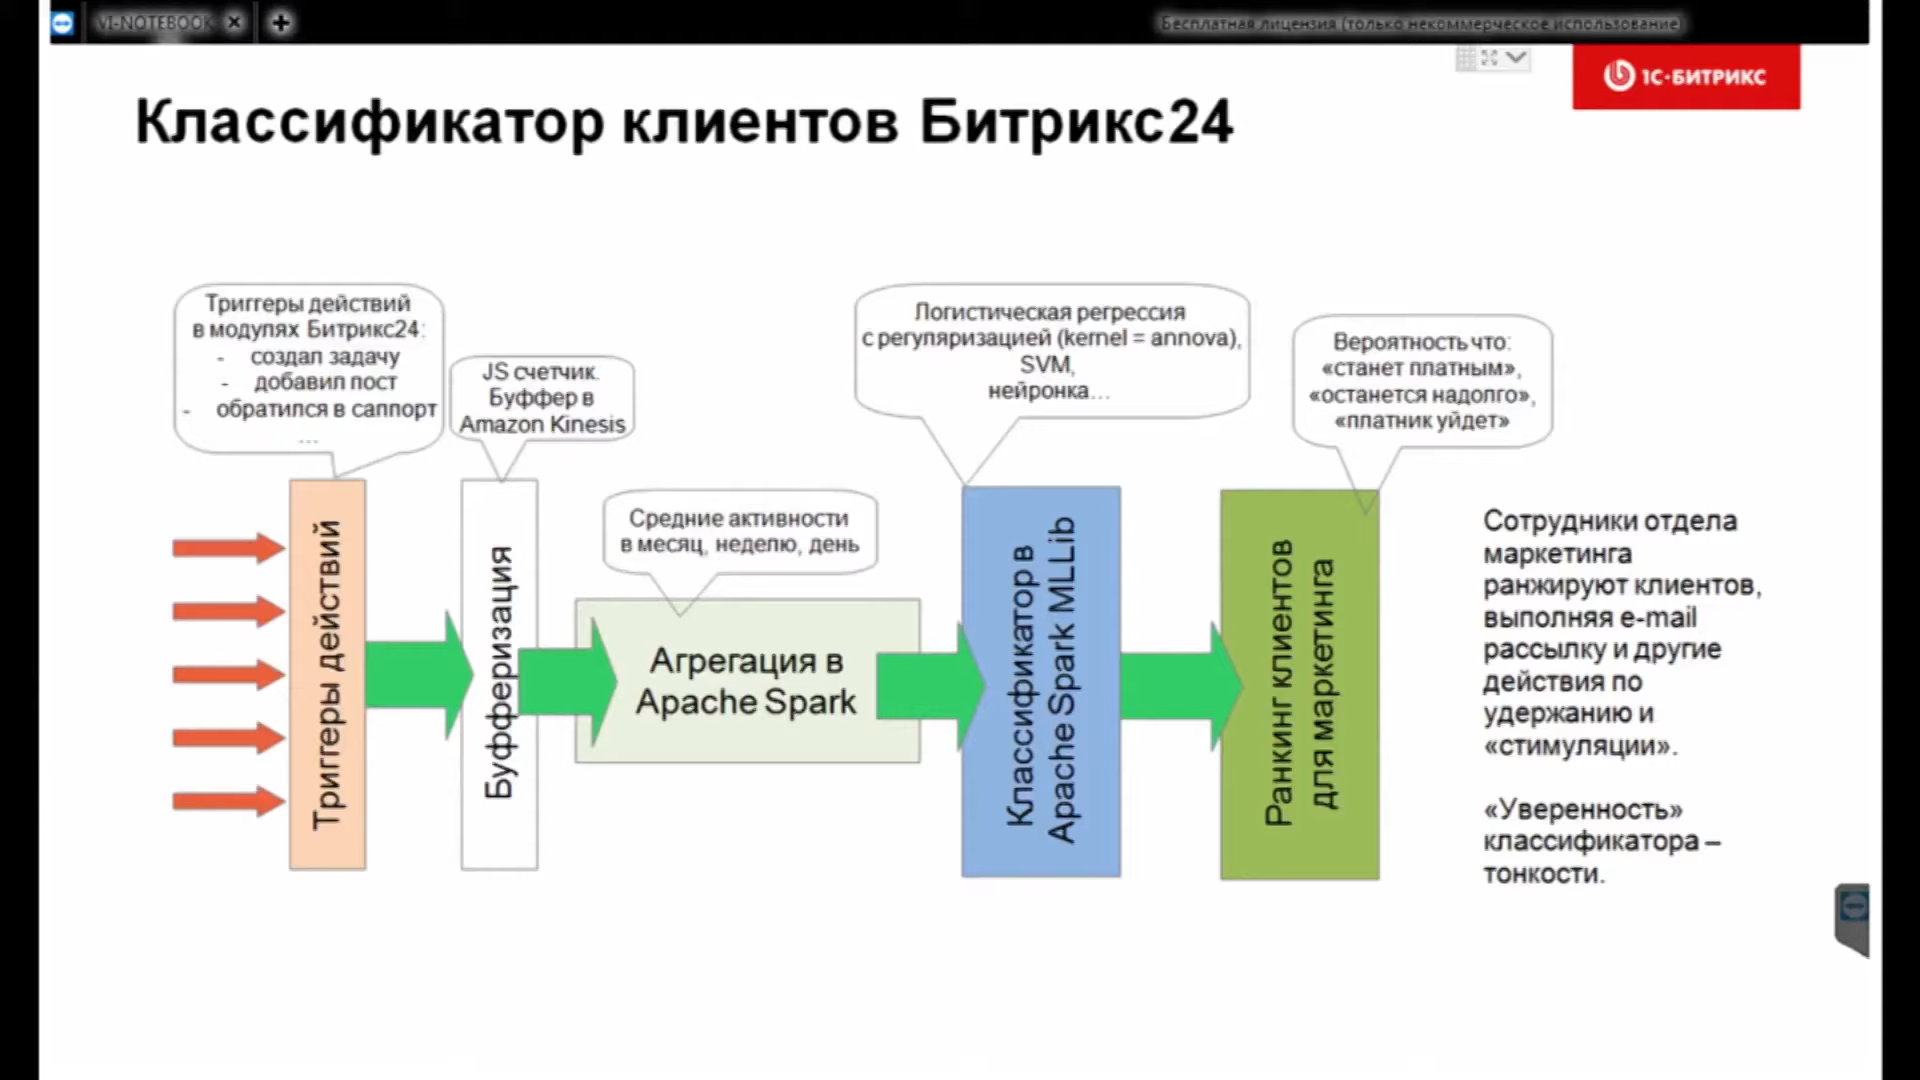 VI-NOTEBOOK
Бесплатная лицензия (только некоммерческое использование)
1С-БИТРИКС
Классификатор клиентов Битрикс24
Триггеры действий
в модулях Битрикс24:
- создал задачу
- добавил пост
- обратился в саппорт
...
JS счетчик.
Буффер в
Amazon Kinesis
Средние активности
в месяц, неделю, день
Логистическая регрессия
с регуляризацией (kernel = annova),
SVM,
нейронка...
Вероятность что:
«станет платным»,
«останется надолго»,
«платник уйдет»
Триггеры действий
Буфферизация
Агрегация в
Apache Spark
Классификатор в
Apache Spark MLLib
Ранкинг клиентов
для маркетинга
Сотрудники отдела
маркетинга
ранжируют клиентов,
выполняя e-mail
рассылку и другие
действия по
удержанию и
«стимуляции».
«Уверенность»
классификатора –
тонкости.